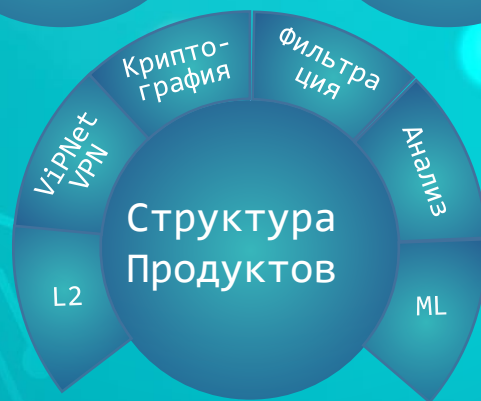 Крипто-
графия
Фильтра
ция
ViPNet
VPN
Анализ
Структура
Продуктов
L2
ML